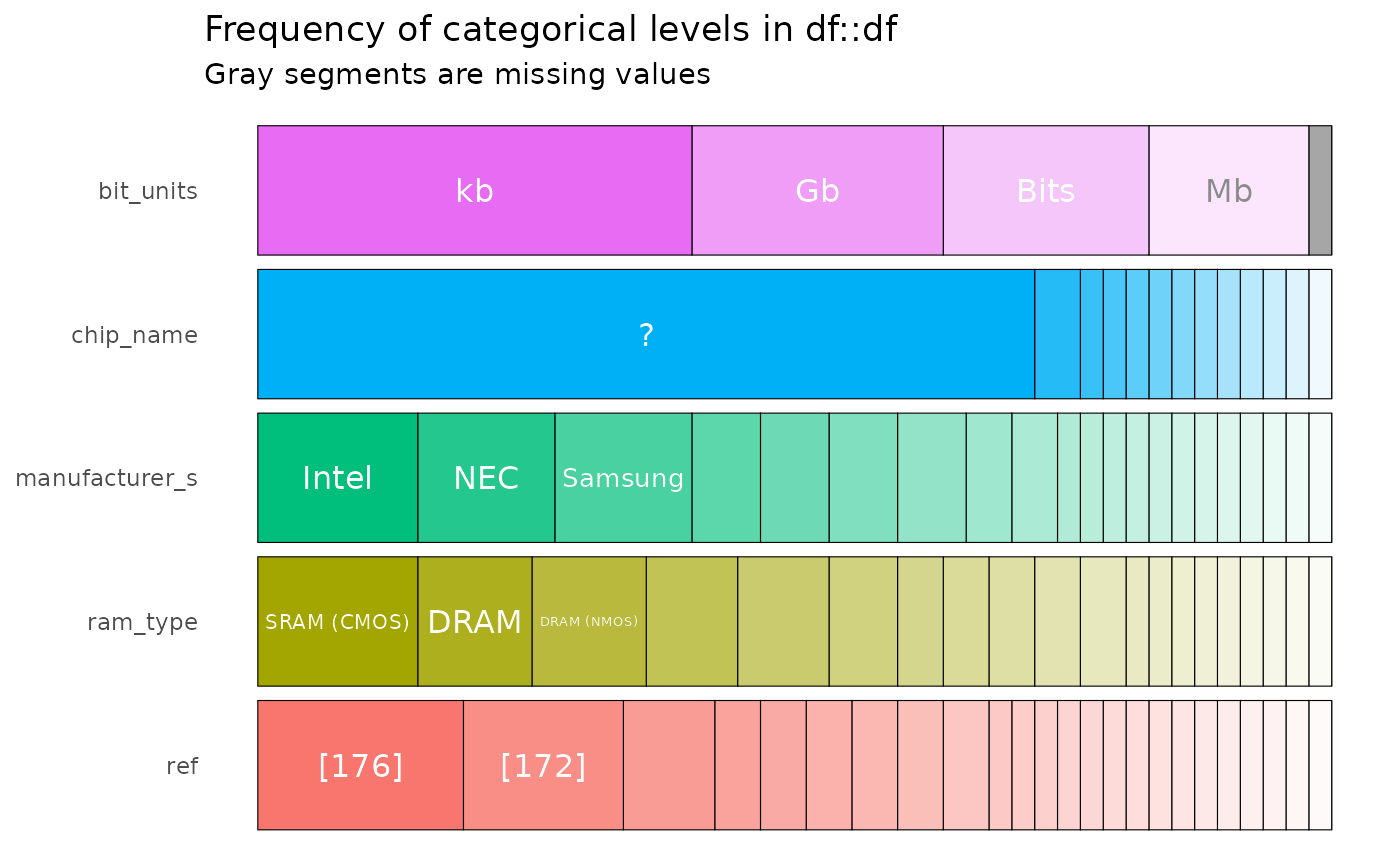 Frequency of categorical levels in df::df
Gray segments are missing values
bit_units
kb
Gb
Bits
Mb
chip_name
?
manufacturer_s
Intel
NEC
Samsung
ram_type
SRAM (CMOS)
DRAM
DRAM (NMOS)
ref
[176]
[172]